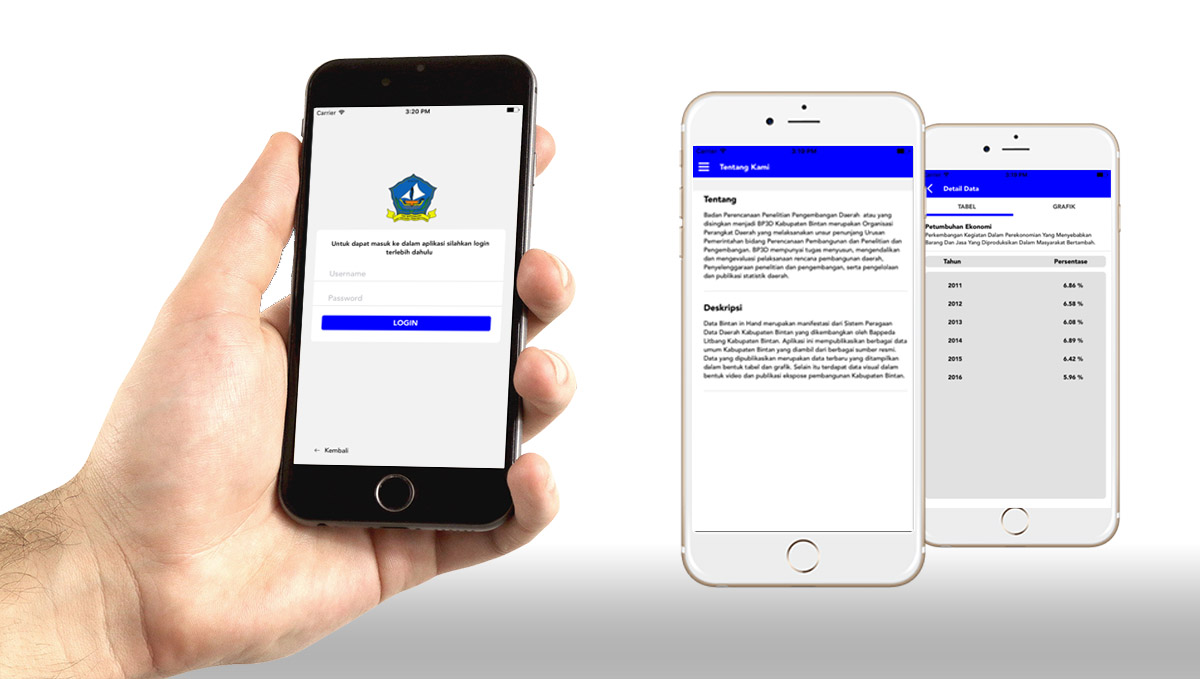 Carrier 3:20 PM
Untuk dapat masuk ke dalam aplikasi silahkan login
terlebih dahulu
Username
Password
LOGIN
← Kembali
Tentang Kami
Tentang
Badan Perencanaan Penelitian Pengembangan Daerah atau yang
disingkan menjadi BP3D Kabupaten Bintan merupakan Organisasi
Perangkat Daerah yang melaksanakan unsur penunjang Urusan
Pemerintahan bidang Perencanaan Pembangunan dan Penelitian dan
Pengembangan. BP3D mempunyai tugas menyusun, mengendalikan
dan mengevaluasi pelaksanaan rencana pembangunan daerah,
Penyelenggaraan penelitian dan pengembangan, serta pengelolaan
dan publikasi statistik daerah.
Deskripsi
Data Bintan in Hand merupakan manifestasi dari Sistem Peragaan
Data Daerah Kabupaten Bintan yang dikembangkan oleh Bappeda
Litbang Kabupaten Bintan. Aplikasi ini mempublikasikan berbagai data
umum Kabupaten Bintan yang diambil dari berbagai sumber resmi.
Data yang dipublikasikan merupakan data terbaru yang ditampilkan
dalam bentuk tabel dan grafik. Selain itu terdapat data visual dalam
bentuk video dan publikasi ekspose pembangunan Kabupaten Bintan.
Detail Data
TABEL GRAFIK
Petumbuhan Ekonomi
Perkembangan Kegiatan Dalam Perekonomian Yang Menyebabkan
Barang Dan Jasa Yang Diproduksikan Dalam Masyarakat Bertambah.
Tahun Persentase
2011 6.86 %
2012 6.58 %
2013 6.08 %
2014 6.89 %
2015 6.42 %
2016 5.96 %